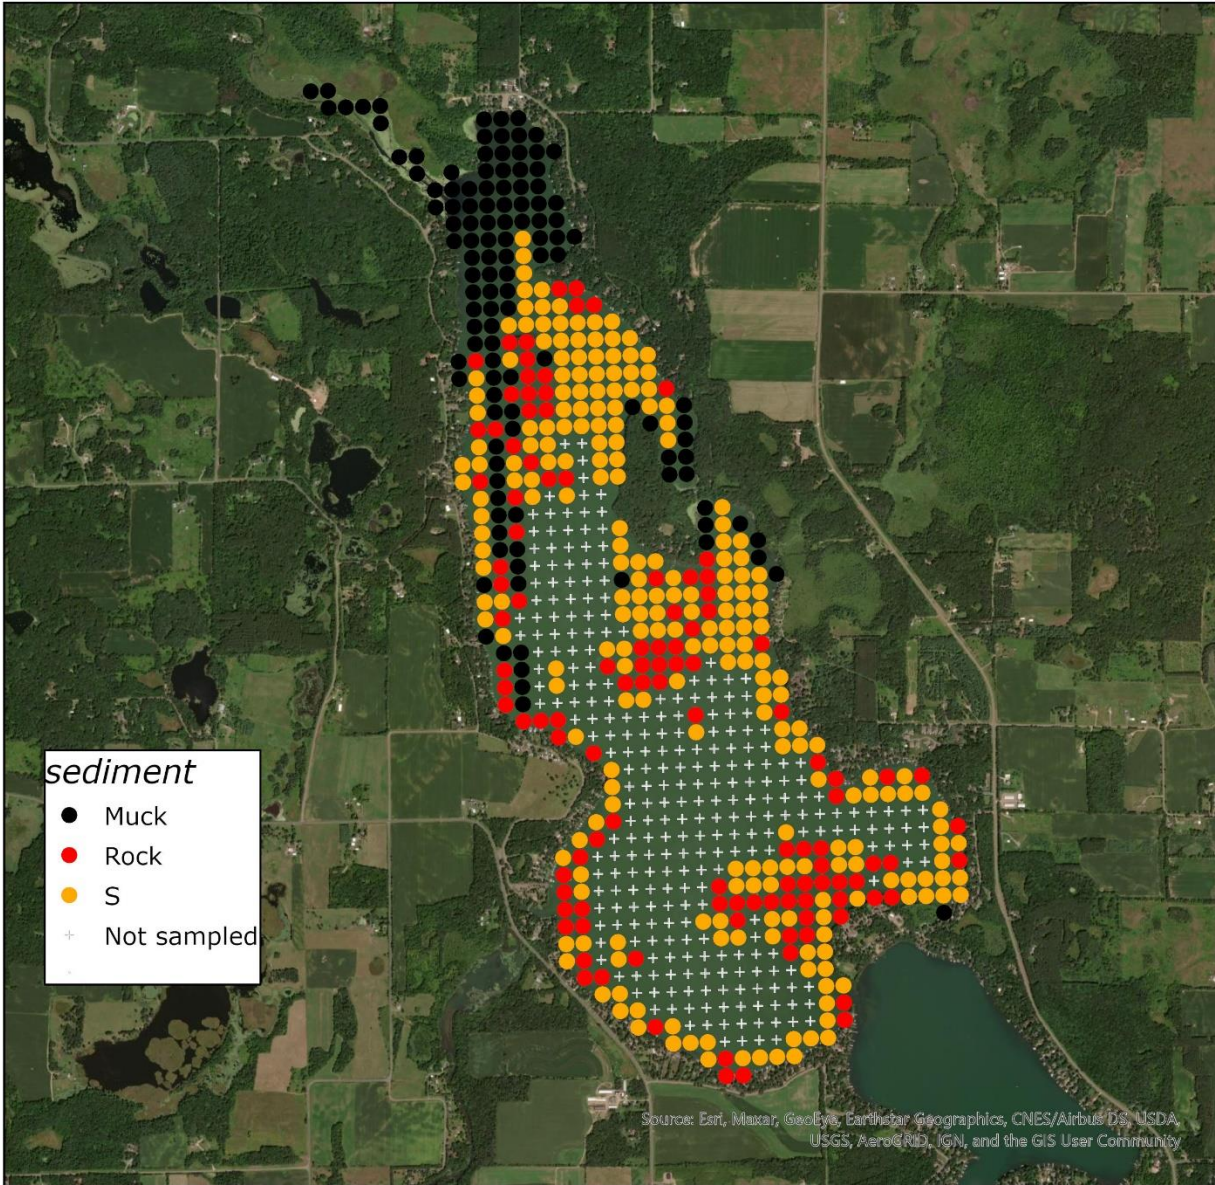 sediment
Muck
Rock
S
Not sampled
Source: Esri, Maxar, GeoEye, Earthstar Geographics, CNES/Airbus DS, USDA,
USGS, AeroGRID, IGN, and the GIS User Community